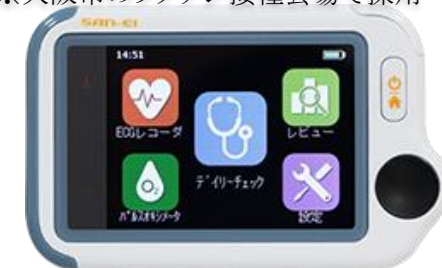 ※大阪市のワクチン接種会場で採用
SAN-EI
14:51
ECGレコーダ
レビュー
デイリーチェック
パルスオキシメータ
設定